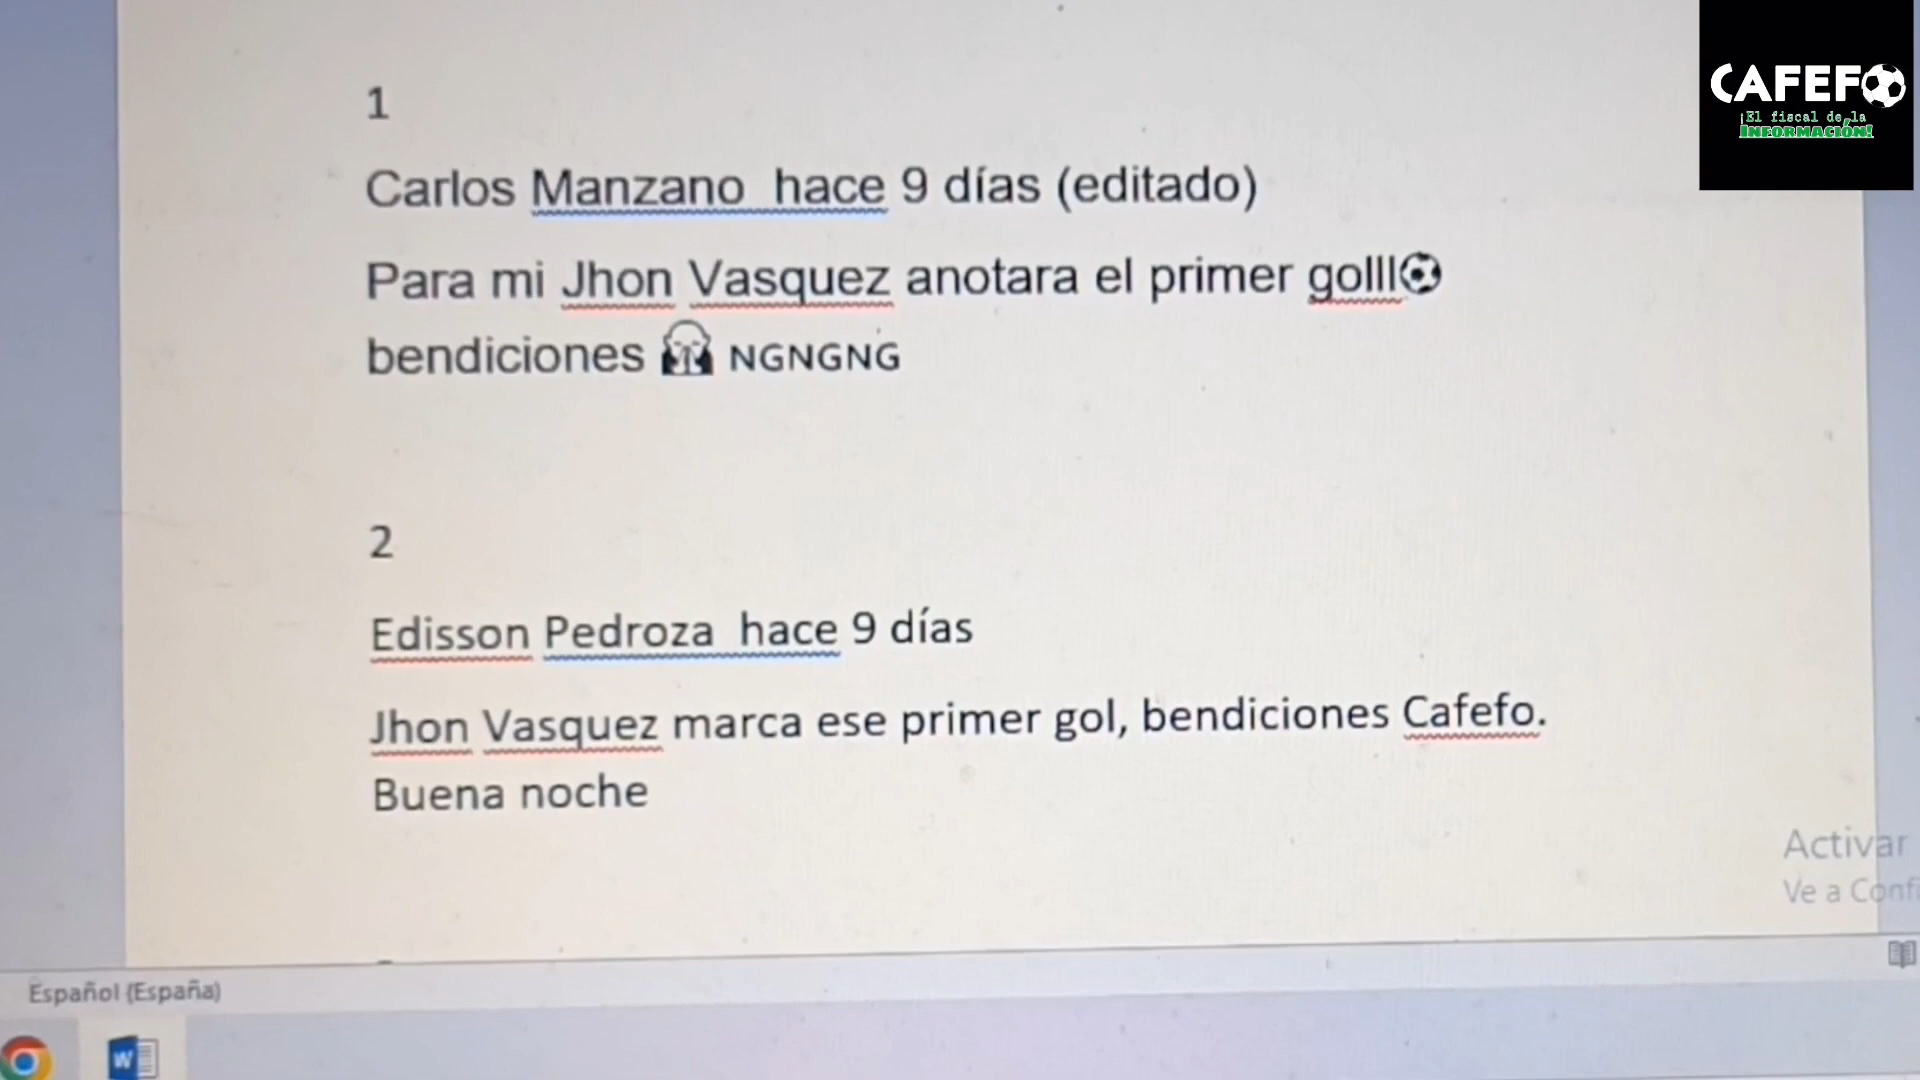 CAFEFO
¡El fiscal de la
INFORMACIÓN!
1
Carlos Manzano hace 9 días (editado)
Para mi Jhon Vasquez anotara el primer golll⚽
bendiciones 🙏 NGNGNG
2
Edisson Pedroza hace 9 días
Jhon Vasquez marca ese primer gol, bendiciones Cafefo.
Buena noche
Activar
Ve a Confi
Español (España)
W